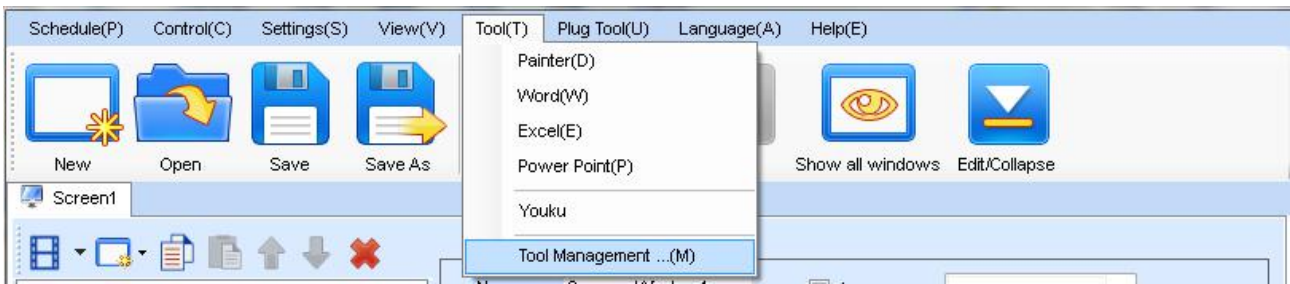 Schedule(P) Control(C) Settings(S) View(V) Tool(T) Plug Tool(U) Language(A) Help(E)
Painter(D)
Word(W)
Excel(E)
Power Point(P)
New Open Save Save As Show all windows Edit/Collapse
Screen1
Youku
Tool Management ...(M)